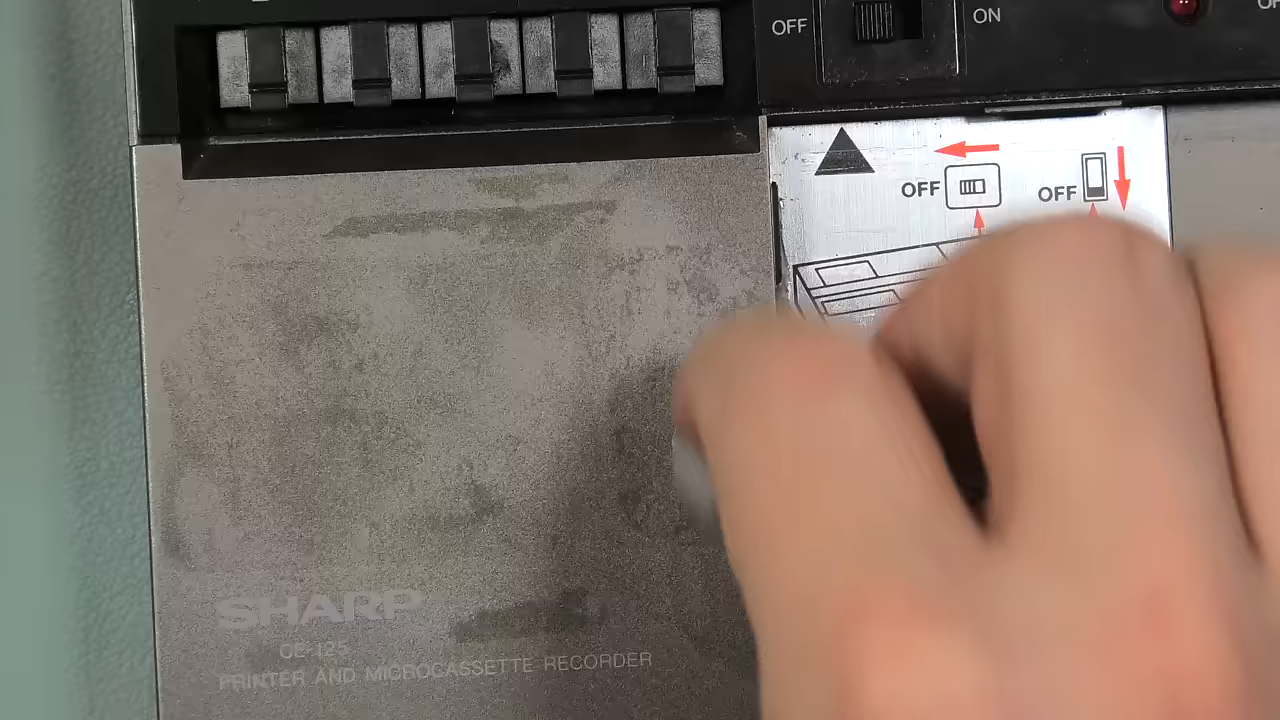 OFF ON
OFF OFF
SHARP
CE-125
PRINTER AND MICROCASSETTE RECORDER